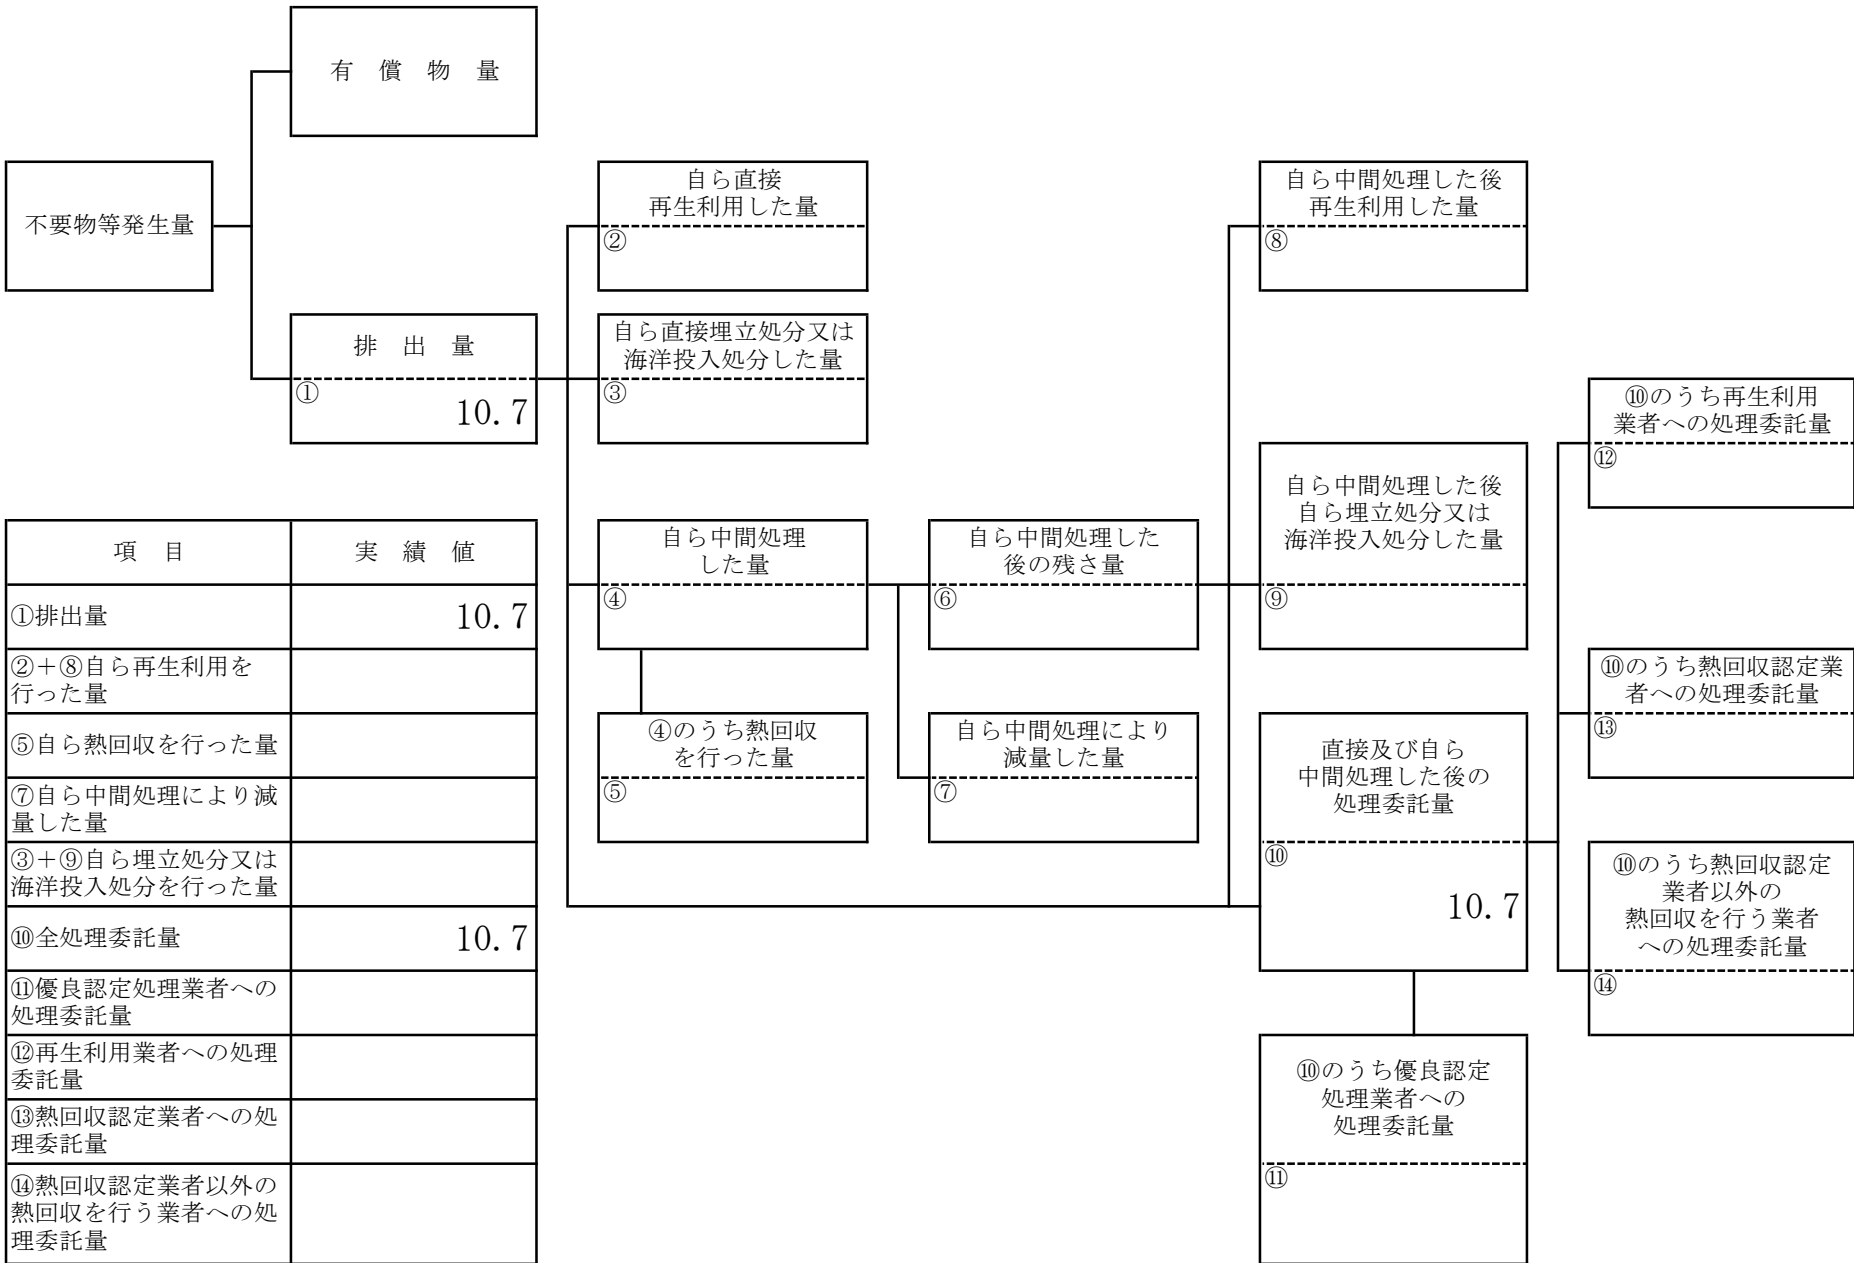 有 償 物 量
不要物等発生量
自ら直接
再生利用した量
②
自ら中間処理した後
再生利用した量
⑧
排 出 量
①
10.7
自ら直接埋立処分又は
海洋投入処分した量
③
⑩のうち再生利用
業者への処理委託量
⑫
自ら中間処理した後
自ら埋立処分又は
海洋投入処分した量
⑨
自ら中間処理
した量
④
自ら中間処理した
後の残さ量
⑥
⑩のうち熱回収認定業
者への処理委託量
⑬
④のうち熱回収
を行った量
⑤
自ら中間処理により
減量した量
⑦
直接及び自ら
中間処理した後の
処理委託量
⑩
10.7
⑩のうち熱回収認定
業者以外の
熱回収を行う業者
への処理委託量
⑭
⑩のうち優良認定
処理業者への
処理委託量
⑪
項 目 実 績 値
①排出量 10.7
②＋⑧自ら再生利用を
行った量
⑤自ら熱回収を行った量
⑦自ら中間処理により減
量した量
③＋⑨自ら埋立処分又は
海洋投入処分を行った量
⑩全処理委託量 10.7
⑪優良認定処理業者への
処理委託量
⑫再生利用業者への処理
委託量
⑬熱回収認定業者への処
理委託量
⑭熱回収認定業者以外の
熱回収を行う業者への処
理委託量